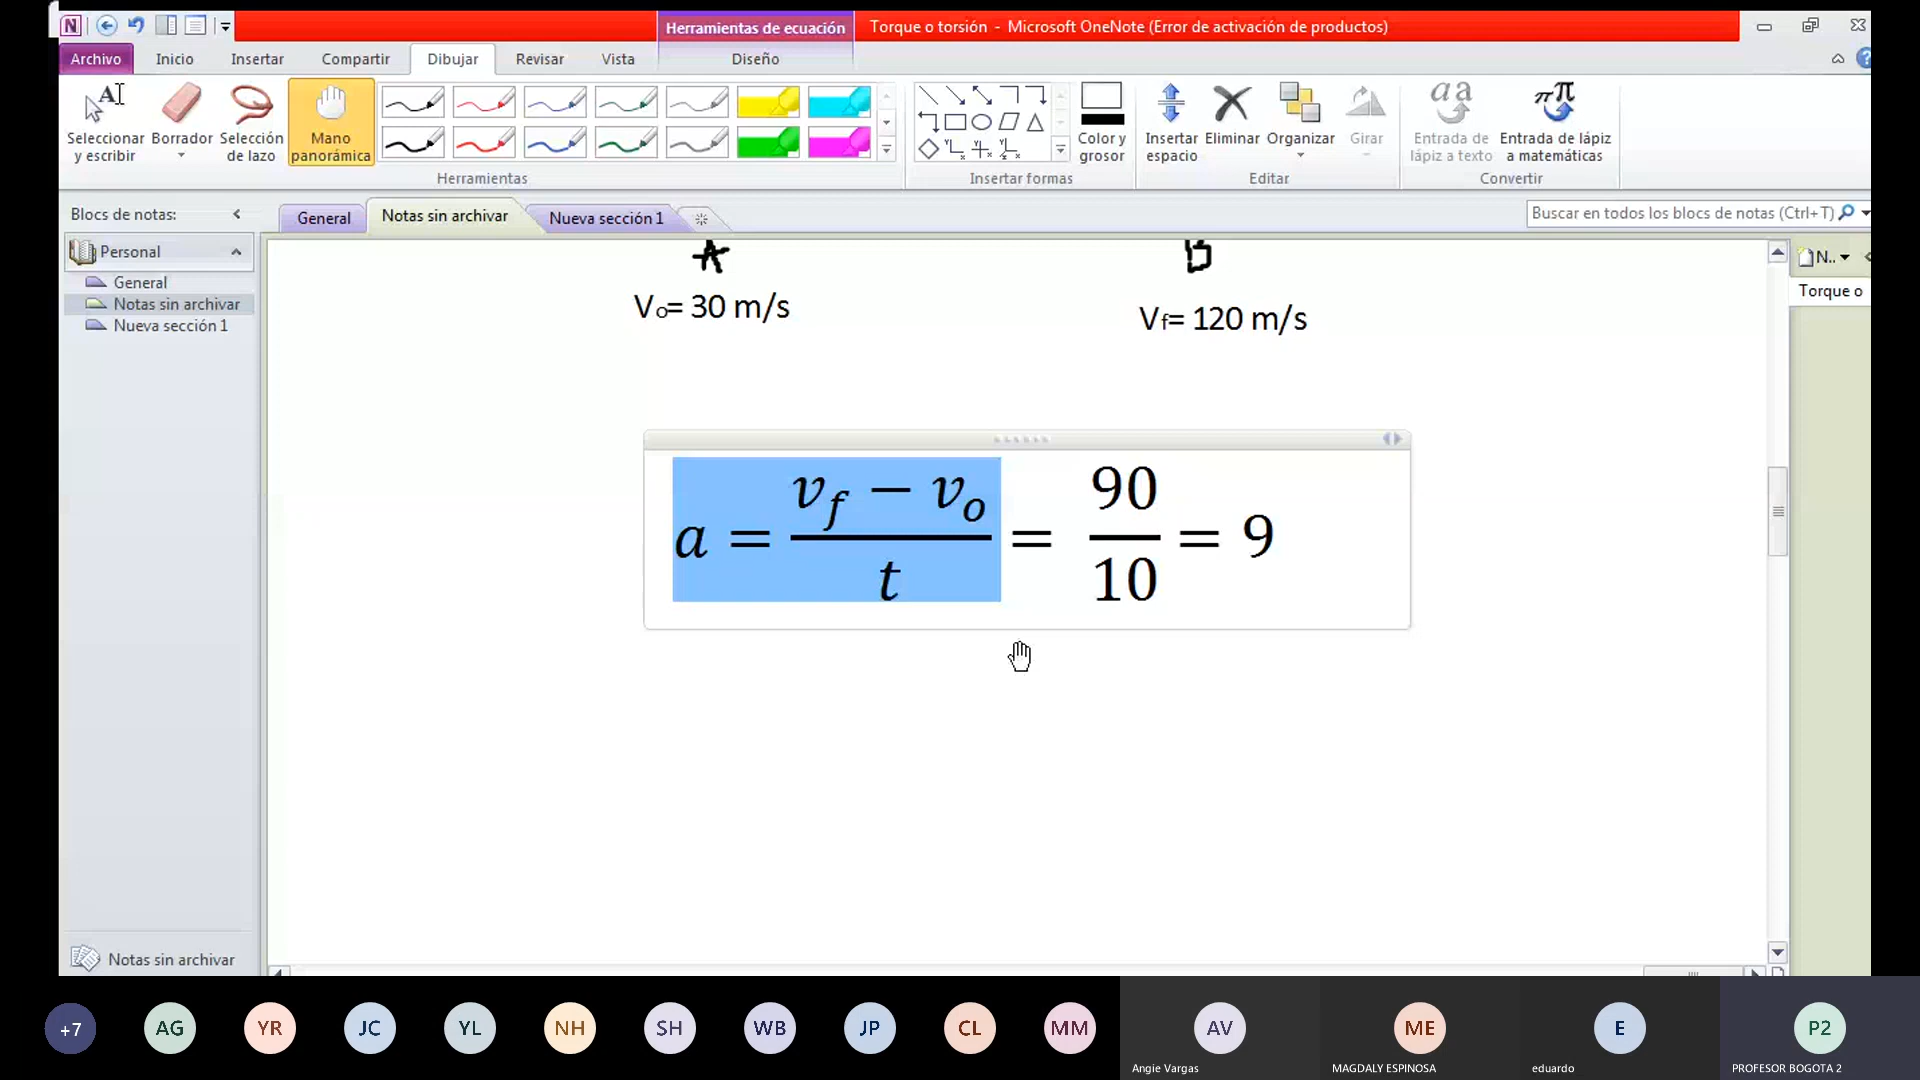 Herramientas de ecuación
Torque o torsión - Microsoft OneNote (Error de activación de productos)
Archivo
Inicio
Insertar
Compartir
Dibujar
Revisar
Vista
Diseño
Seleccionar y escribir
Borrador
Selección de lazo
Mano panorámica
Color y grosor
Insertar espacio
Eliminar
Organizar
Girar
Entrada de lápiz a texto
Entrada de lápiz a matemáticas
Herramientas
Insertar formas
Editar
Convertir
Blocs de notas:
General
Notas sin archivar
Nueva sección 1
Buscar en todos los blocs de notas (Ctrl+T)
Personal
General
Notas sin archivar
Nueva sección 1
N..
Torque o
A
B
Vo= 30 m/s
Vf= 120 m/s
a = (v_f − v_o)/t = 90/10 = 9
Notas sin archivar
+7
AG
YR
JC
YL
NH
SH
WB
JP
CL
MM
AV
Angie Vargas
ME
MAGDALY ESPINOSA
E
eduardo
P2
PROFESOR BOGOTA 2